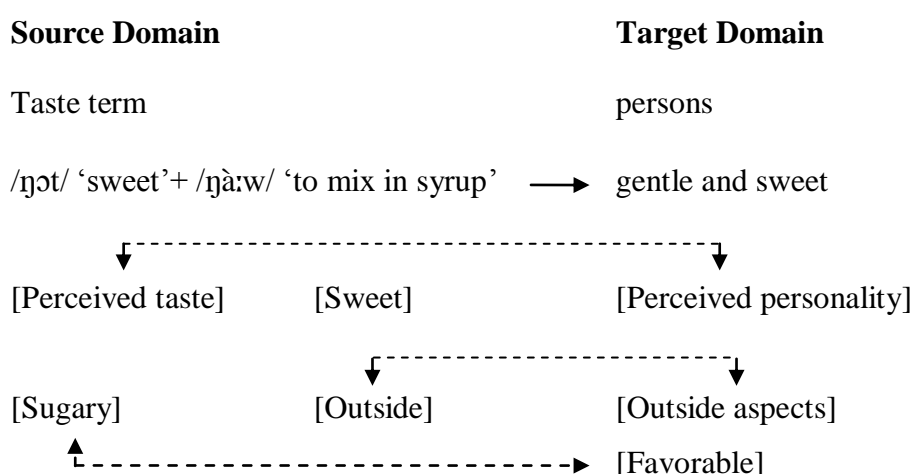 Source Domain Target Domain
Taste term persons
/ŋɔt/ ‘sweet’+ /ŋàːw/ ‘to mix in syrup’ gentle and sweet
[Perceived taste] [Sweet] [Perceived personality]
[Sugary] [Outside] [Outside aspects]
[Favorable]